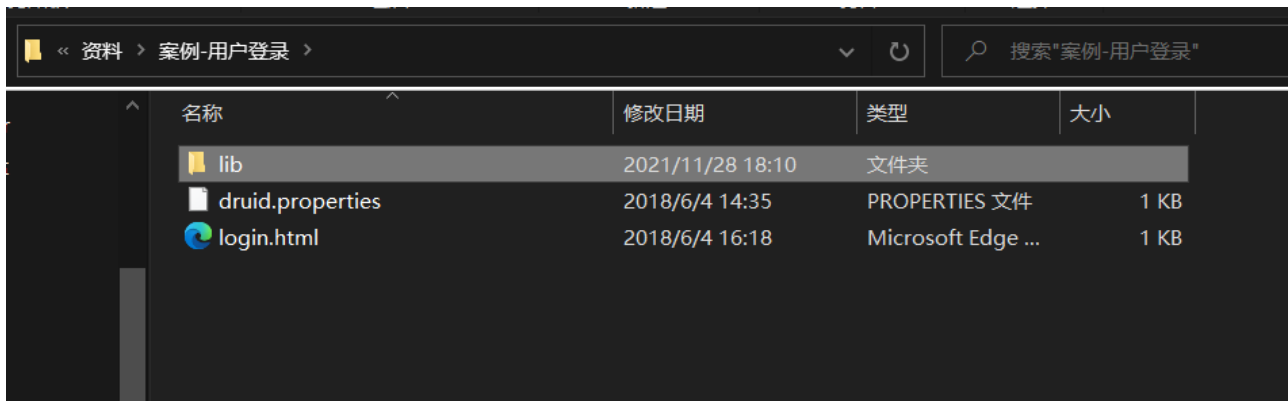 « 资料 > 案例-用户登录 > 搜索"案例-用户登录"
名称 修改日期 类型 大小
lib 2021/11/28 18:10 文件夹
druid.properties 2018/6/4 14:35 PROPERTIES 文件 1 KB
login.html 2018/6/4 16:18 Microsoft Edge ... 1 KB